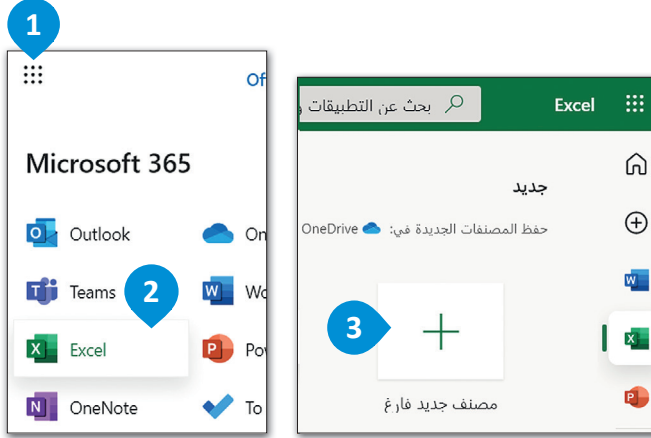 1
Of
Microsoft 365
Outlook
On
Teams
2
Wo
Excel
Po
OneNote
To
بحث عن التطبيقات و
Excel
جديد
حفظ المصنفات الجديدة في: OneDrive
3
مصنف جديد فارغ